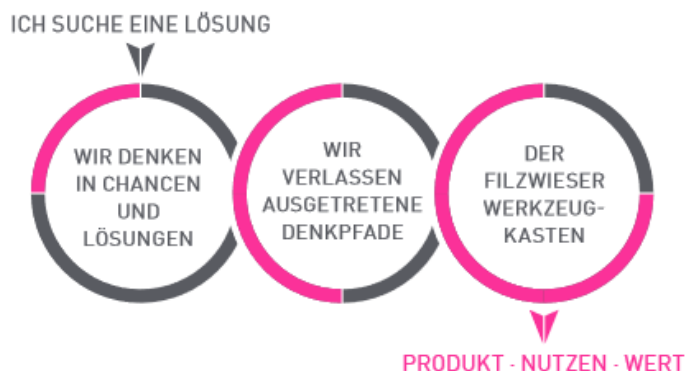 ICH SUCHE EINE LÖSUNG
WIR DENKEN
IN CHANCEN
UND
LÖSUNGEN
WIR
VERLASSEN
AUSGETRETENE
DENKPFADE
DER
FILZWIESER
WERKZEUG-
KASTEN
PRODUKT · NUTZEN · WERT